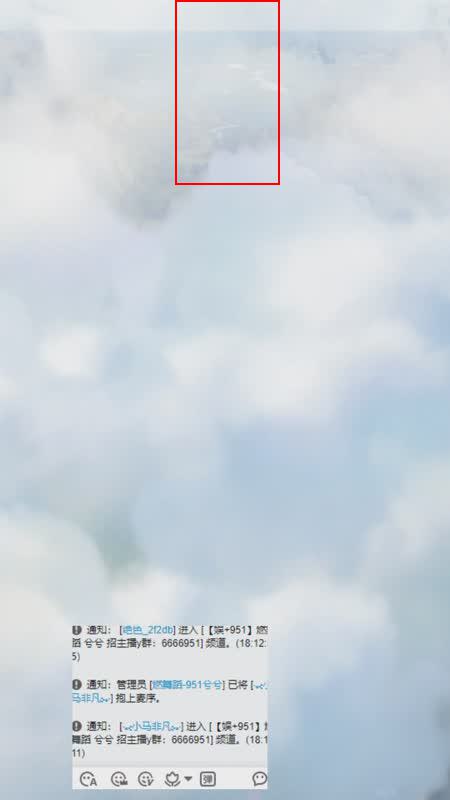 通知： [绝色_2f2db] 进入 [【娱+951】燃
蹈 兮兮 招主播y群：6666951] 频道。(18:12:
5)
通知：管理员 [燃舞蹈-951兮兮] 已将 [
马非凡] 抱上麦序。
通知： [小马非凡] 进入 [【娱+951】
舞蹈 兮兮 招主播y群：6666951] 频道。(18:1
11)
弹